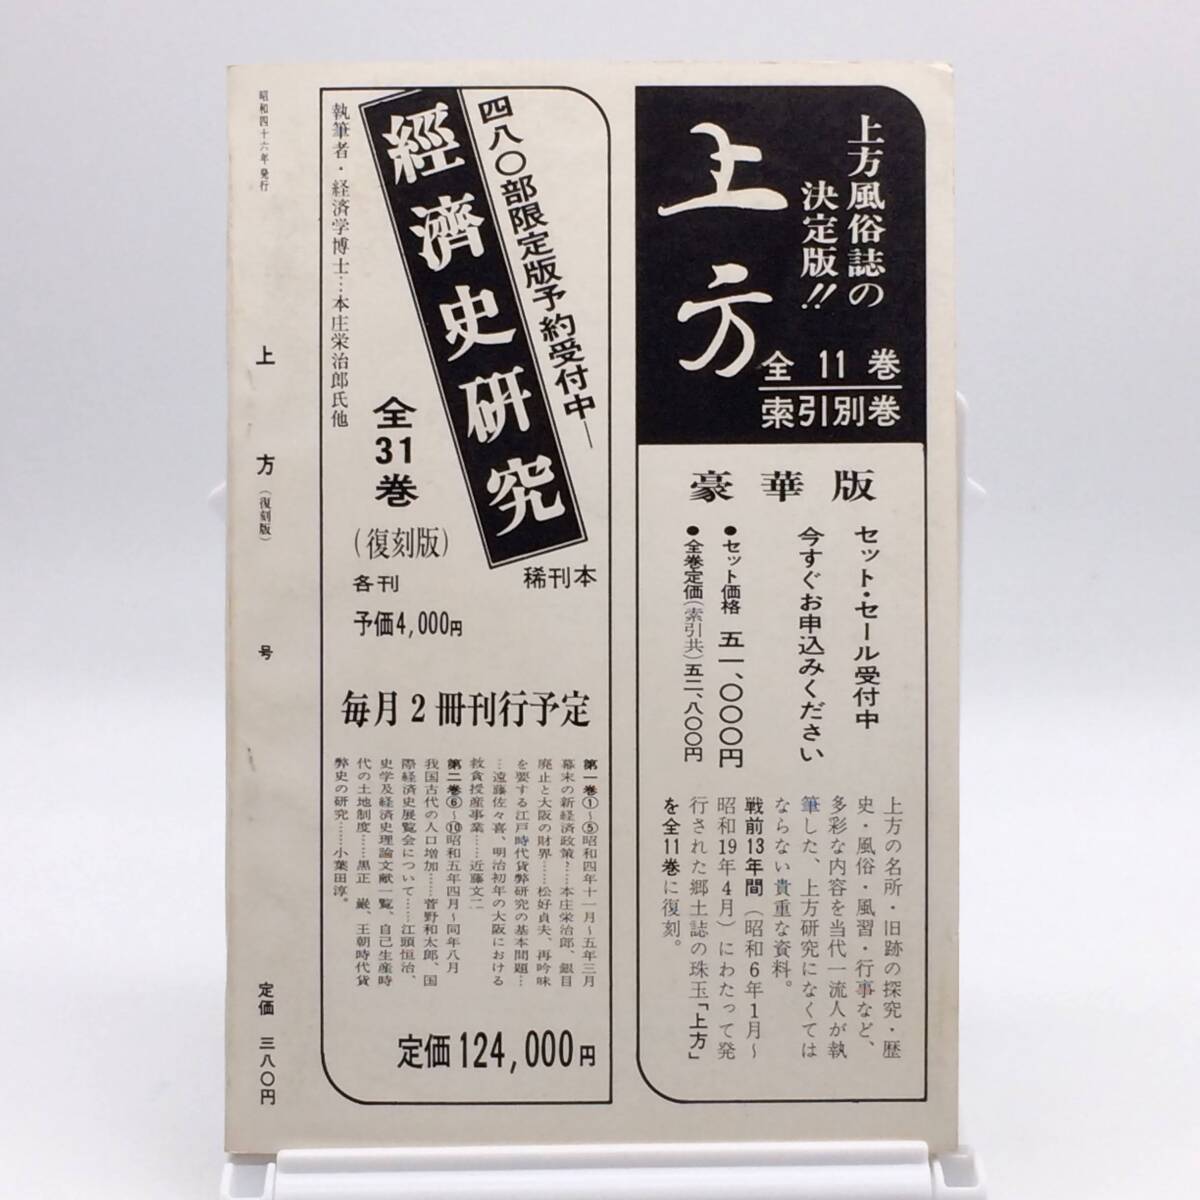 上方風俗誌の
決定版!!
上方
全11巻
索引別巻
豪華版
セット・セール受付中
今すぐお申込みください
●セット価格 五一、〇〇〇円
●全巻定価(索引共)五二、八〇〇円
上方の名所・旧跡の探究・歴
史・風俗・風習・行事など、
多彩な内容を当代一流人が執
筆した、上方研究になくては
ならない貴重な資料。
戦前13年間(昭和6年1月〜
昭和19年4月)にわたって発
行された郷土誌の珠玉「上方」
を全11巻に復刻。
四八〇部限定版予約受付中―
經濟史研究
稀刊本
執筆者・経済学博士…本庄栄治郎氏他
全31巻
(復刻版)
各刊
予価4,000円
毎月2冊刊行予定
第一巻①〜⑤昭和四年十一月〜五年三月
幕末の新経済政策……本庄栄治郎、銀目
廃止と大阪の財界……松好貞夫、再吟味
を要する江戸時代貨幣研究の基本問題…
…遠藤佐々喜、明治初年の大阪における
救貧授産事業……近藤文二
第二巻⑥〜⑩昭和五年四月〜同年八月
我国古代の人口増加……菅野和太郎、国
際経済史展覧会について……江頭恒治、
史学及経済史理論文献一覧、自己生産時
代の土地制度……黒正 巌、王朝時代貨
幣史の研究……小葉田淳。
定価124,000円
昭和四十六年発行
上方(復刻版) 号
定価 三八〇円